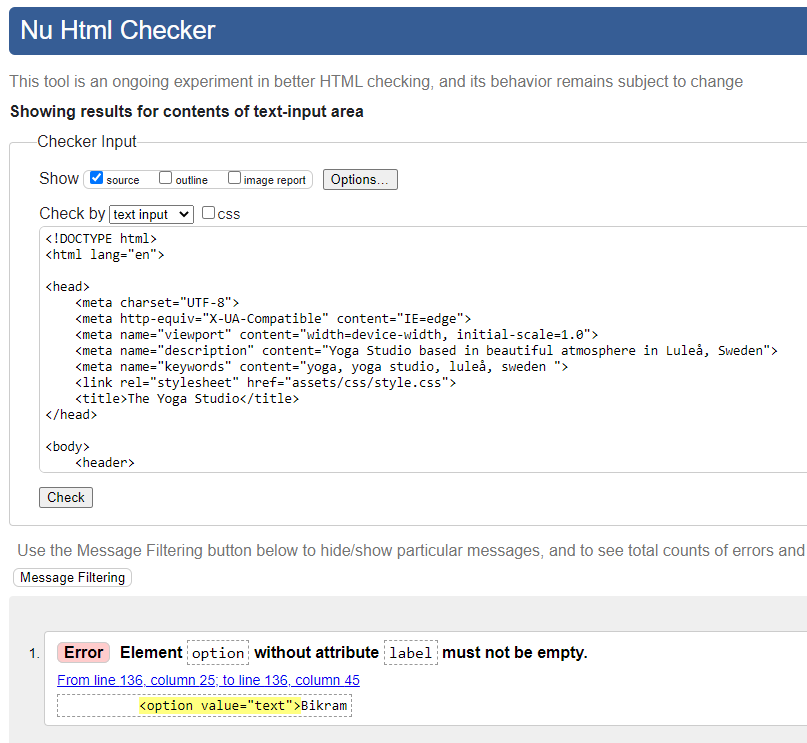 Nu Html Checker
This tool is an ongoing experiment in better HTML checking, and its behavior remains subject to change
Showing results for contents of text-input area
Checker Input
Show source outline image report Options...
Check by text input css
<!DOCTYPE html>
<html lang="en">
<head>
<meta charset="UTF-8">
<meta http-equiv="X-UA-Compatible" content="IE=edge">
<meta name="viewport" content="width=device-width, initial-scale=1.0">
<meta name="description" content="Yoga Studio based in beautiful atmosphere in Luleå, Sweden">
<meta name="keywords" content="yoga, yoga studio, luleå, sweden ">
<link rel="stylesheet" href="assets/css/style.css">
<title>The Yoga Studio</title>
</head>
<body>
<header>
Check
Use the Message Filtering button below to hide/show particular messages, and to see total counts of errors and
Message Filtering
1. Error Element option without attribute label must not be empty.
From line 136, column 25; to line 136, column 45
<option value="text">Bikram